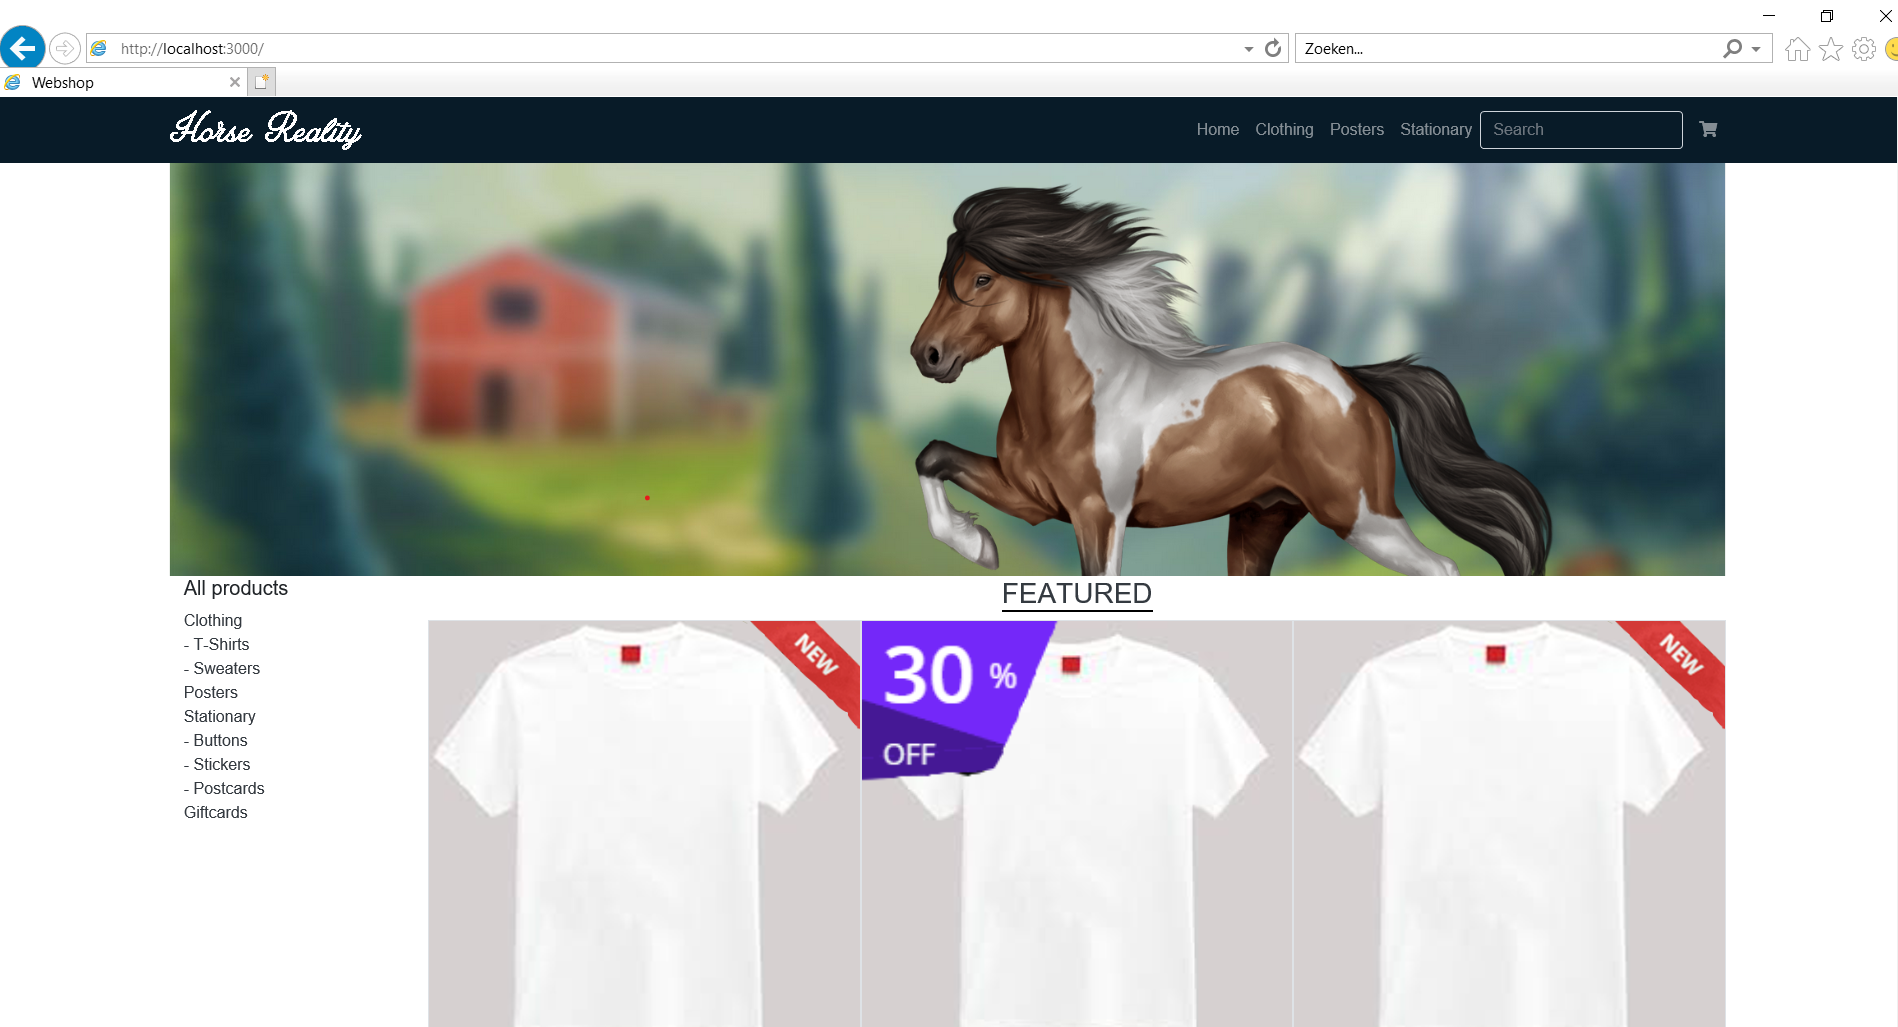 http://localhost:3000/
Zoeken...
Webshop
Horse Reality
Home Clothing Posters Stationary Search
All products
Clothing
- T-Shirts
- Sweaters
Posters
Stationary
- Buttons
- Stickers
- Postcards
Giftcards
FEATURED
NEW
30 %
OFF
NEW